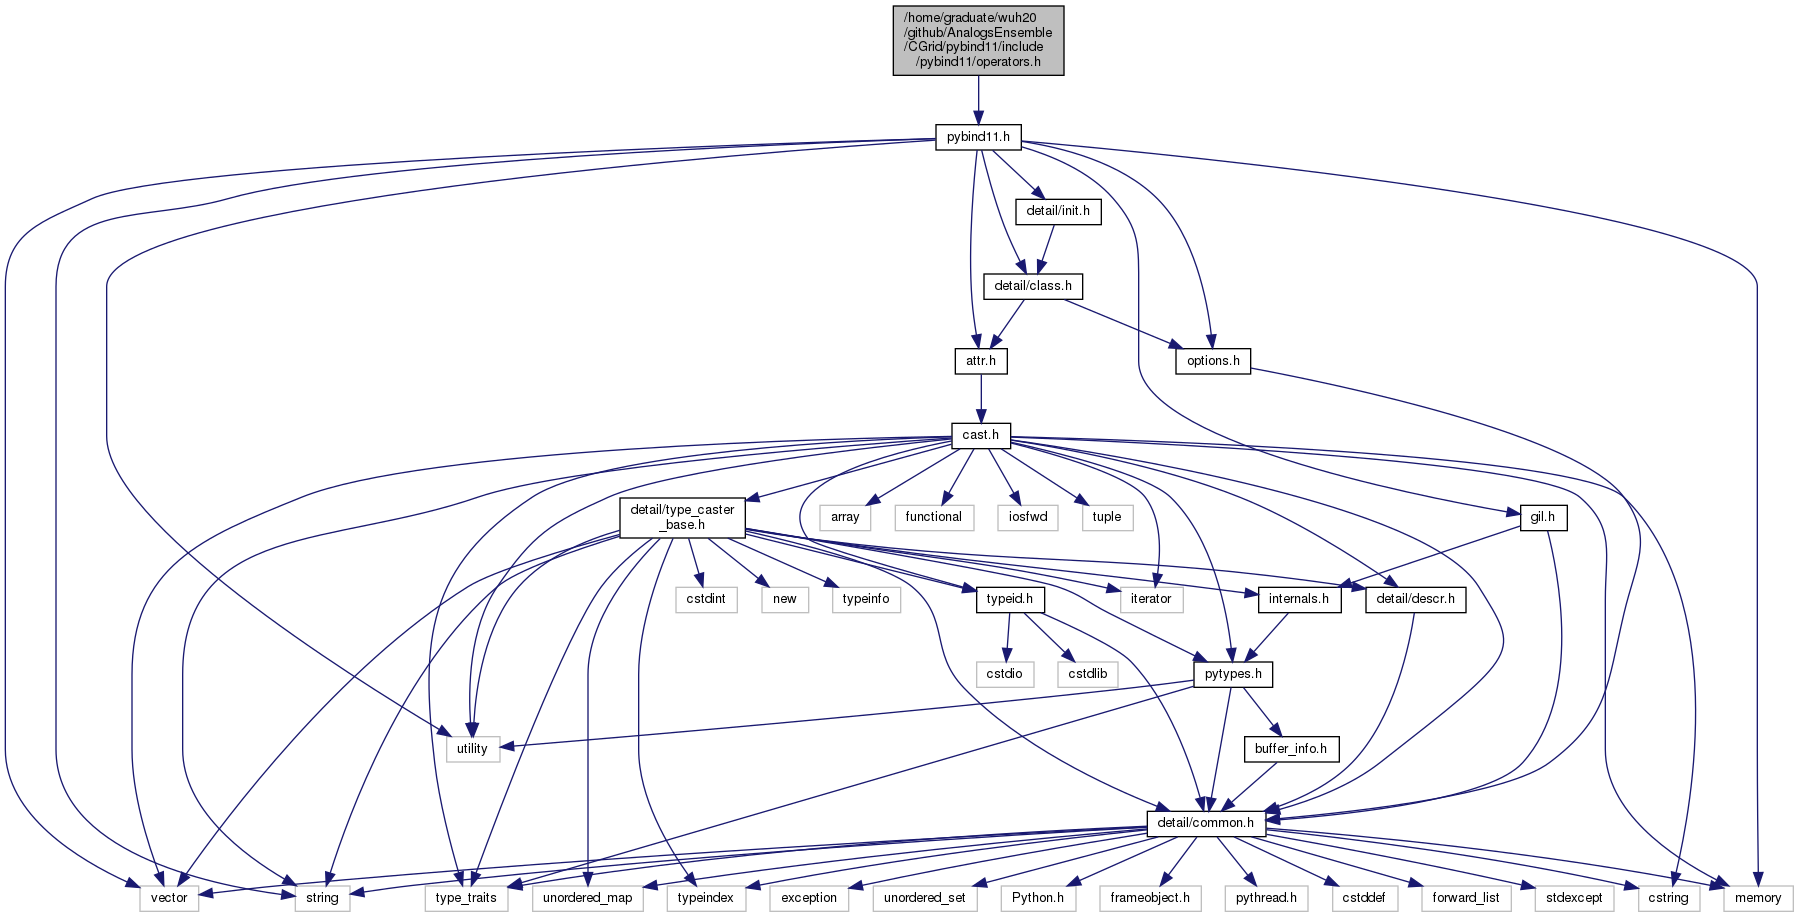 /home/graduate/wuh20
/github/AnalogsEnsemble
/CGrid/pybind11/include
/pybind11/operators.h
pybind11.h
detail/init.h
detail/class.h
attr.h
options.h
cast.h
detail/type_caster
_base.h
array
functional
iosfwd
tuple
gil.h
cstdint
new
typeinfo
typeid.h
iterator
internals.h
detail/descr.h
cstdio
cstdlib
pytypes.h
utility
buffer_info.h
detail/common.h
vector
string
type_traits
unordered_map
typeindex
exception
unordered_set
Python.h
frameobject.h
pythread.h
cstddef
forward_list
stdexcept
cstring
memory